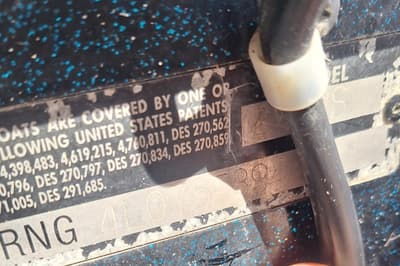 OATS ARE COVERED BY ONE OR
LLOWING UNITED STATES PATENTS
4,398,483, 4,619,215, 4,760,811, DES 270,562
0,796, DES 270,797, DES 270,834, DES 270,859
71,005, DES 291,685.
EL
RNG